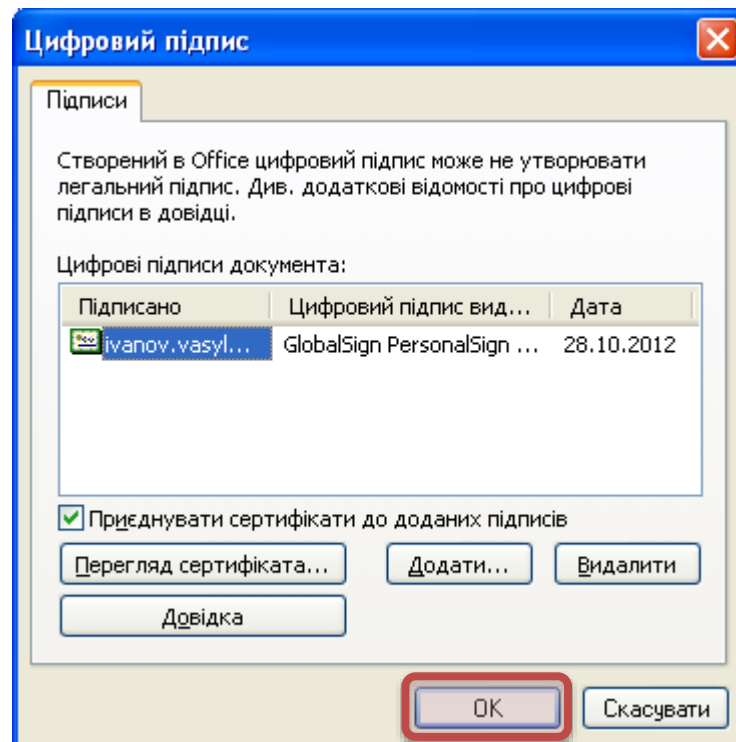 Цифровий підпис
Підписи
Створений в Office цифровий підпис може не утворювати
легальний підпис. Див. додаткові відомості про цифрові
підписи в довідці.
Цифрові підписи документа:
Підписано Цифровий підпис вид... Дата
ivanov.vasyl... GlobalSign PersonalSign ... 28.10.2012
Приєднувати сертифікати до доданих підписів
Перегляд сертифіката... Додати... Видалити
Довідка
OK Скасувати